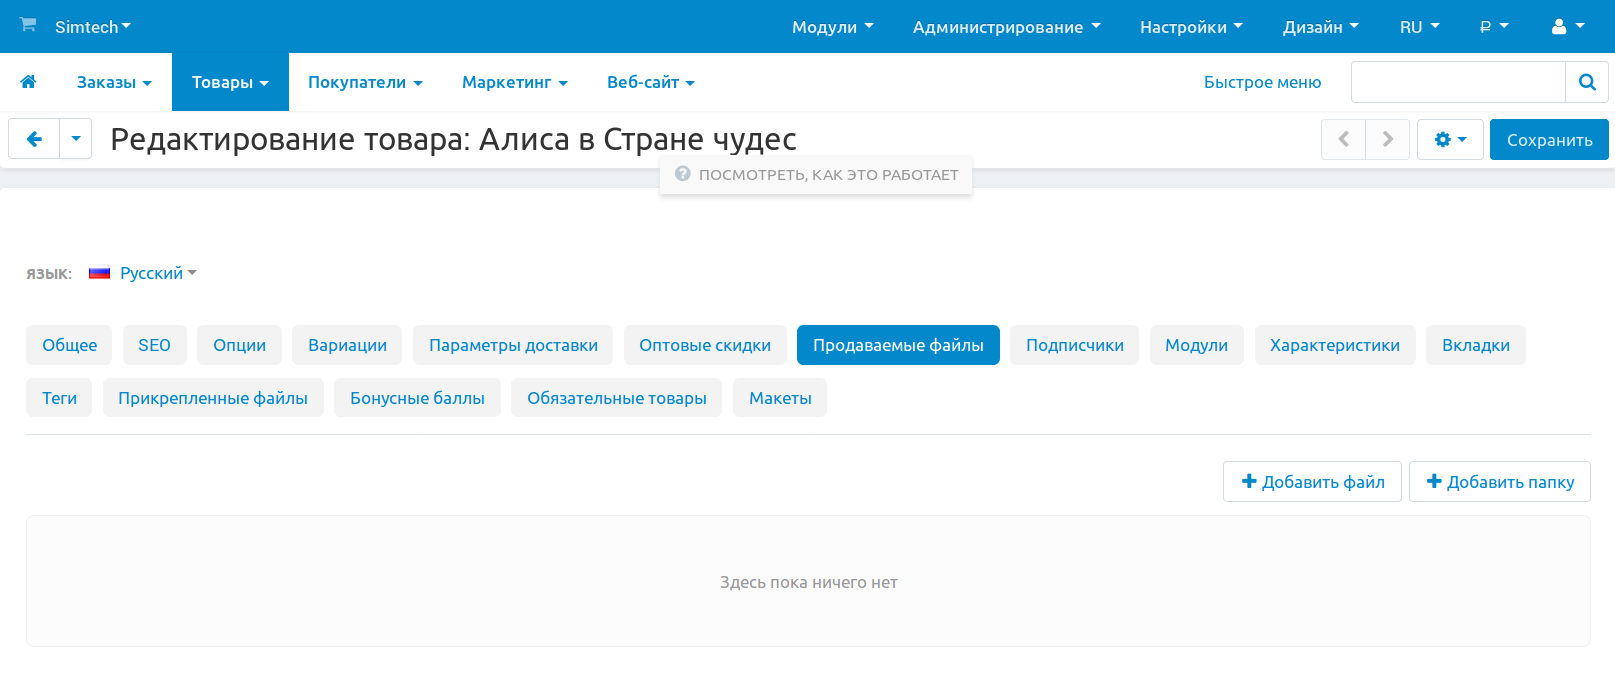 Simtech Модули Администрирование Настройки Дизайн RU ₽
Заказы Товары Покупатели Маркетинг Веб-сайт Быстрое меню
Редактирование товара: Алиса в Стране чудес Сохранить
ПОСМОТРЕТЬ, КАК ЭТО РАБОТАЕТ
ЯЗЫК: Русский
Общее SEO Опции Вариации Параметры доставки Оптовые скидки Продаваемые файлы Подписчики Модули Характеристики Вкладки
Теги Прикрепленные файлы Бонусные баллы Обязательные товары Макеты
Добавить файл Добавить папку
Здесь пока ничего нет